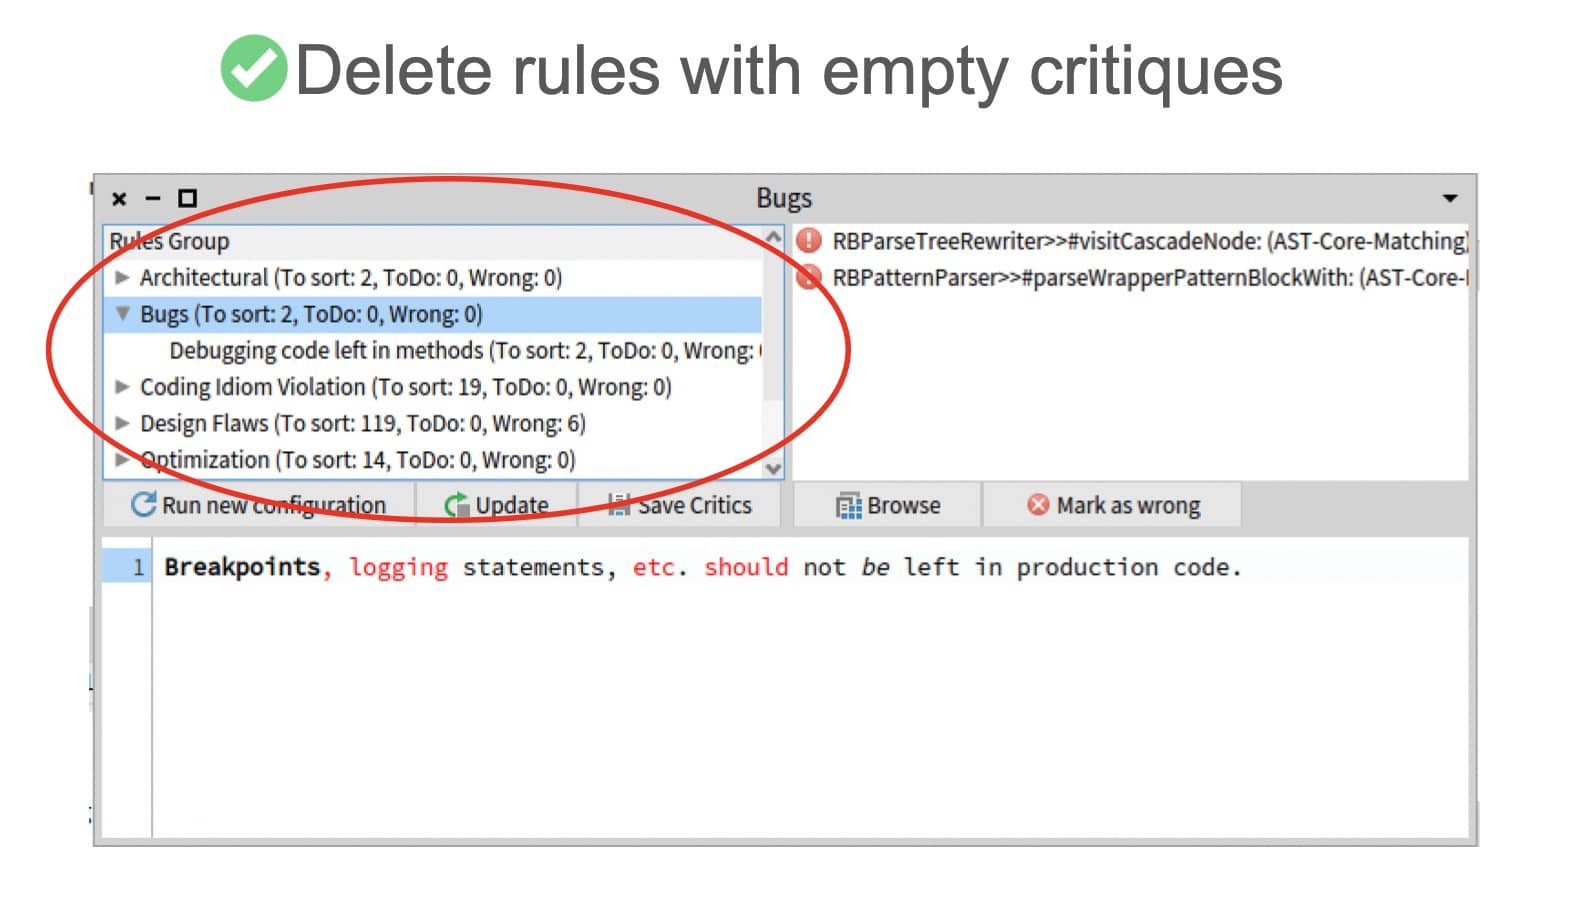 Delete rules with empty critiques
Bugs
Rules Group
Architectural (To sort: 2, ToDo: 0, Wrong: 0)
Bugs (To sort: 2, ToDo: 0, Wrong: 0)
Debugging code left in methods (To sort: 2, ToDo: 0, Wrong:
Coding Idiom Violation (To sort: 19, ToDo: 0, Wrong: 0)
Design Flaws (To sort: 119, ToDo: 0, Wrong: 6)
Optimization (To sort: 14, ToDo: 0, Wrong: 0)
RBParseTreeRewriter>>#visitCascadeNode: (AST-Core-Matching)
RBPatternParser>>#parseWrapperPatternBlockWith: (AST-Core-
Run new configuration
Update
Save Critics
Browse
Mark as wrong
1 Breakpoints, logging statements, etc. should not be left in production code.